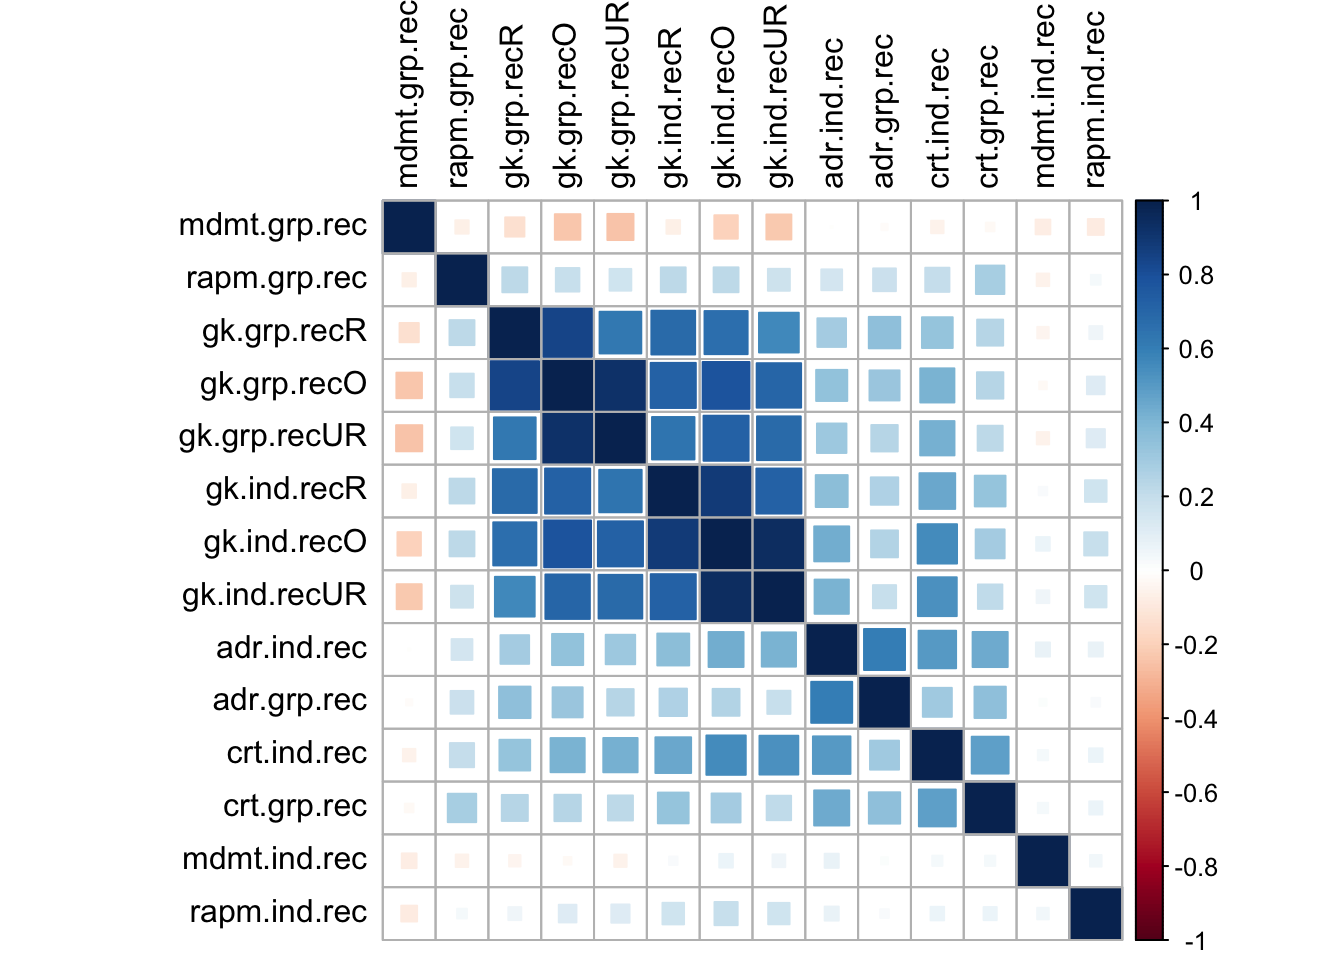 mdmt.grp.rec
rapm.grp.rec
gk.grp.recR
gk.grp.recO
gk.grp.recUR
gk.ind.recR
gk.ind.recO
gk.ind.recUR
adr.ind.rec
adr.grp.rec
crt.ind.rec
crt.grp.rec
mdmt.ind.rec
rapm.ind.rec
mdmt.grp.rec
rapm.grp.rec
gk.grp.recR
gk.grp.recO
gk.grp.recUR
gk.ind.recR
gk.ind.recO
gk.ind.recUR
adr.ind.rec
adr.grp.rec
crt.ind.rec
crt.grp.rec
mdmt.ind.rec
rapm.ind.rec
1
0.8
0.6
0.4
0.2
0
-0.2
-0.4
-0.6
-0.8
-1